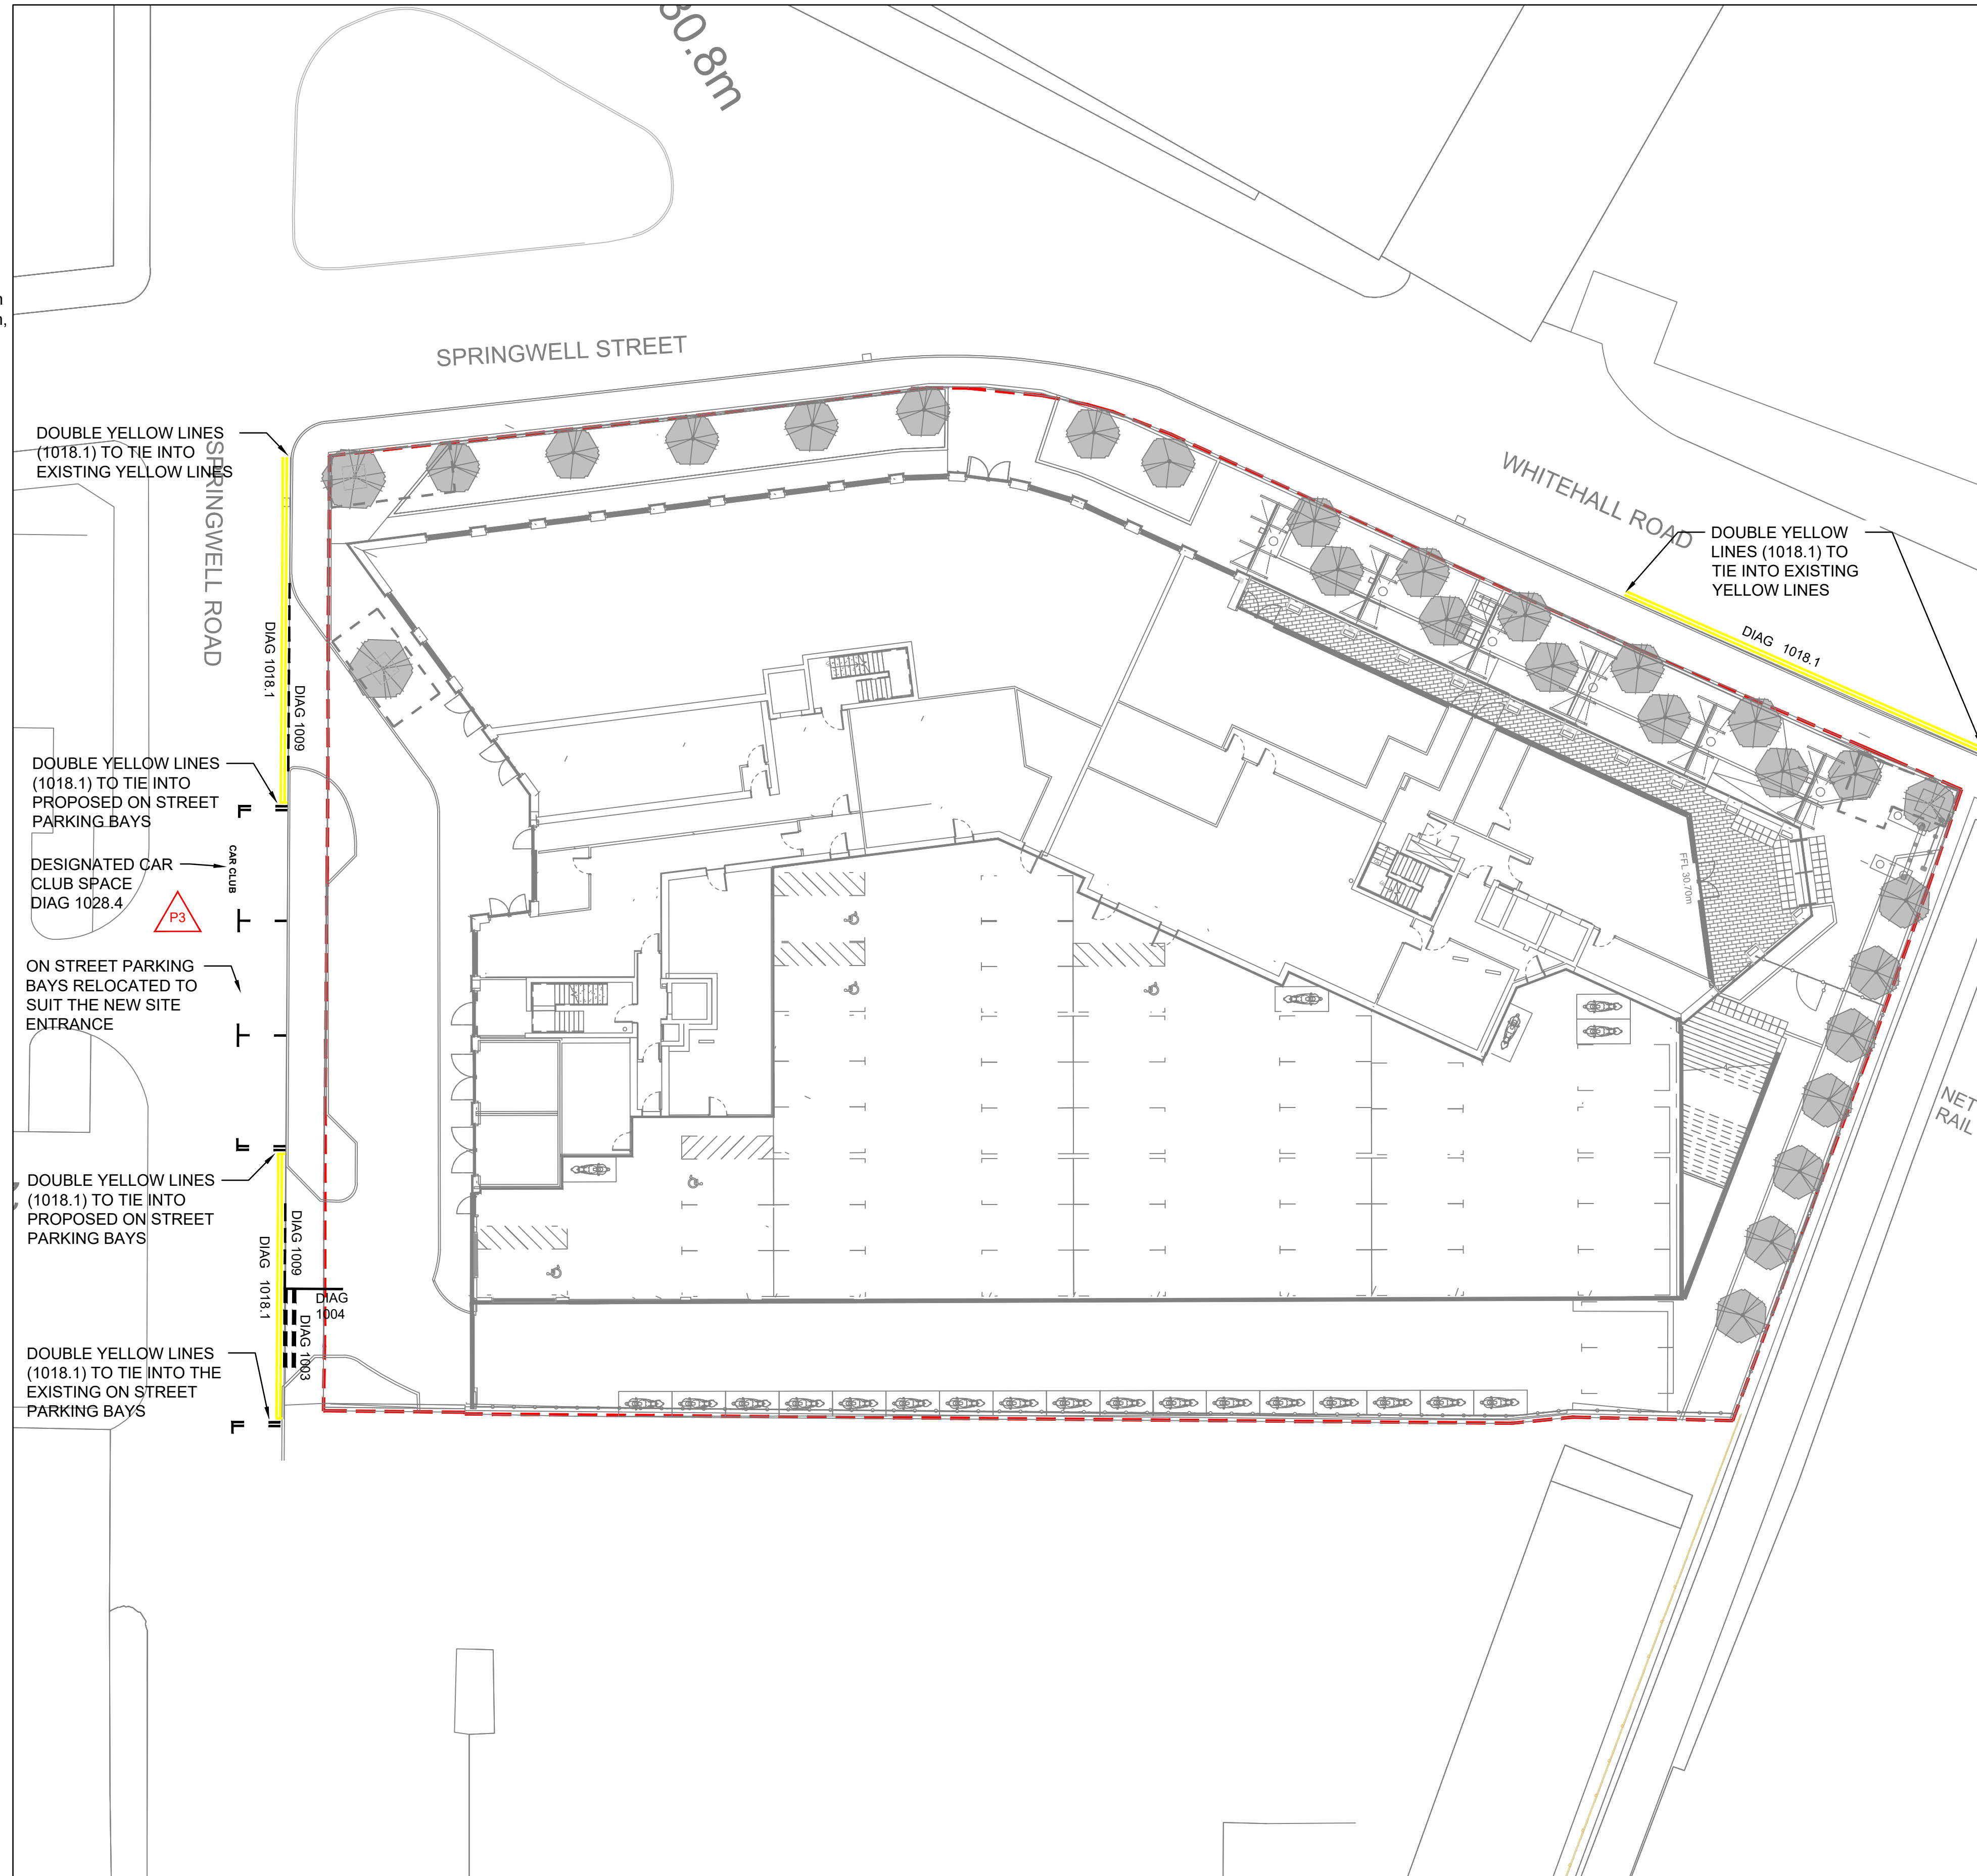 30.8m
SPRINGWELL STREET
DOUBLE YELLOW LINES
(1018.1) TO TIE INTO
EXISTING YELLOW LINES
SPRINGWELL ROAD
WHITEHALL ROAD
DOUBLE YELLOW
LINES (1018.1) TO
TIE INTO EXISTING
YELLOW LINES
DIAG 1018.1
DIAG 1018.1
DIAG 1009
DOUBLE YELLOW LINES
(1018.1) TO TIE INTO
PROPOSED ON STREET
PARKING BAYS
CAR CLUB
DESIGNATED CAR
CLUB SPACE
DIAG 1028.4
P3
FFL 30.70m
ON STREET PARKING
BAYS RELOCATED TO
SUIT THE NEW SITE
ENTRANCE
NET
RAIL
DOUBLE YELLOW LINES
(1018.1) TO TIE INTO
PROPOSED ON STREET
PARKING BAYS
DIAG 1009
DIAG 1018.1
DIAG
1004
DIAG 1003
DOUBLE YELLOW LINES
(1018.1) TO TIE INTO THE
EXISTING ON STREET
PARKING BAYS